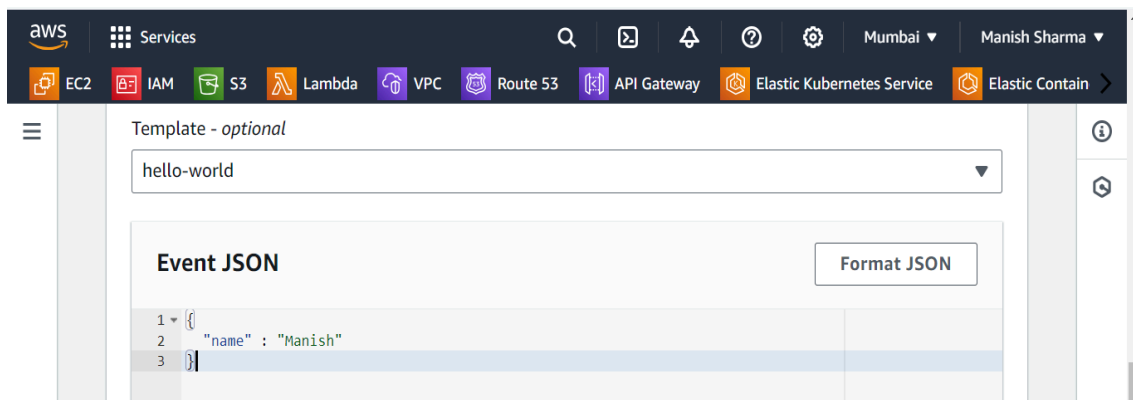 aws Services Mumbai ▼ Manish Sharma ▼
EC2 IAM S3 Lambda VPC Route 53 API Gateway Elastic Kubernetes Service Elastic Contain
Template - optional
hello-world
Event JSON Format JSON
1 {
2 "name" : "Manish"
3 }